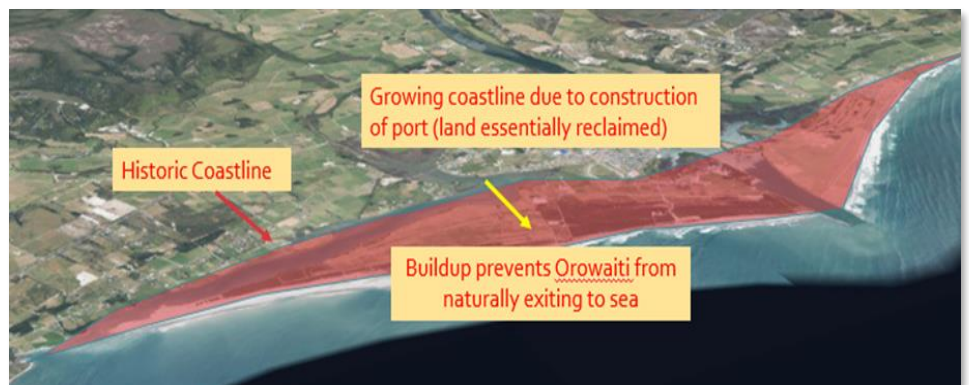 Growing coastline due to construction
of port (land essentially reclaimed)
Historic Coastline
Buildup prevents Orowaiti from
naturally exiting to sea